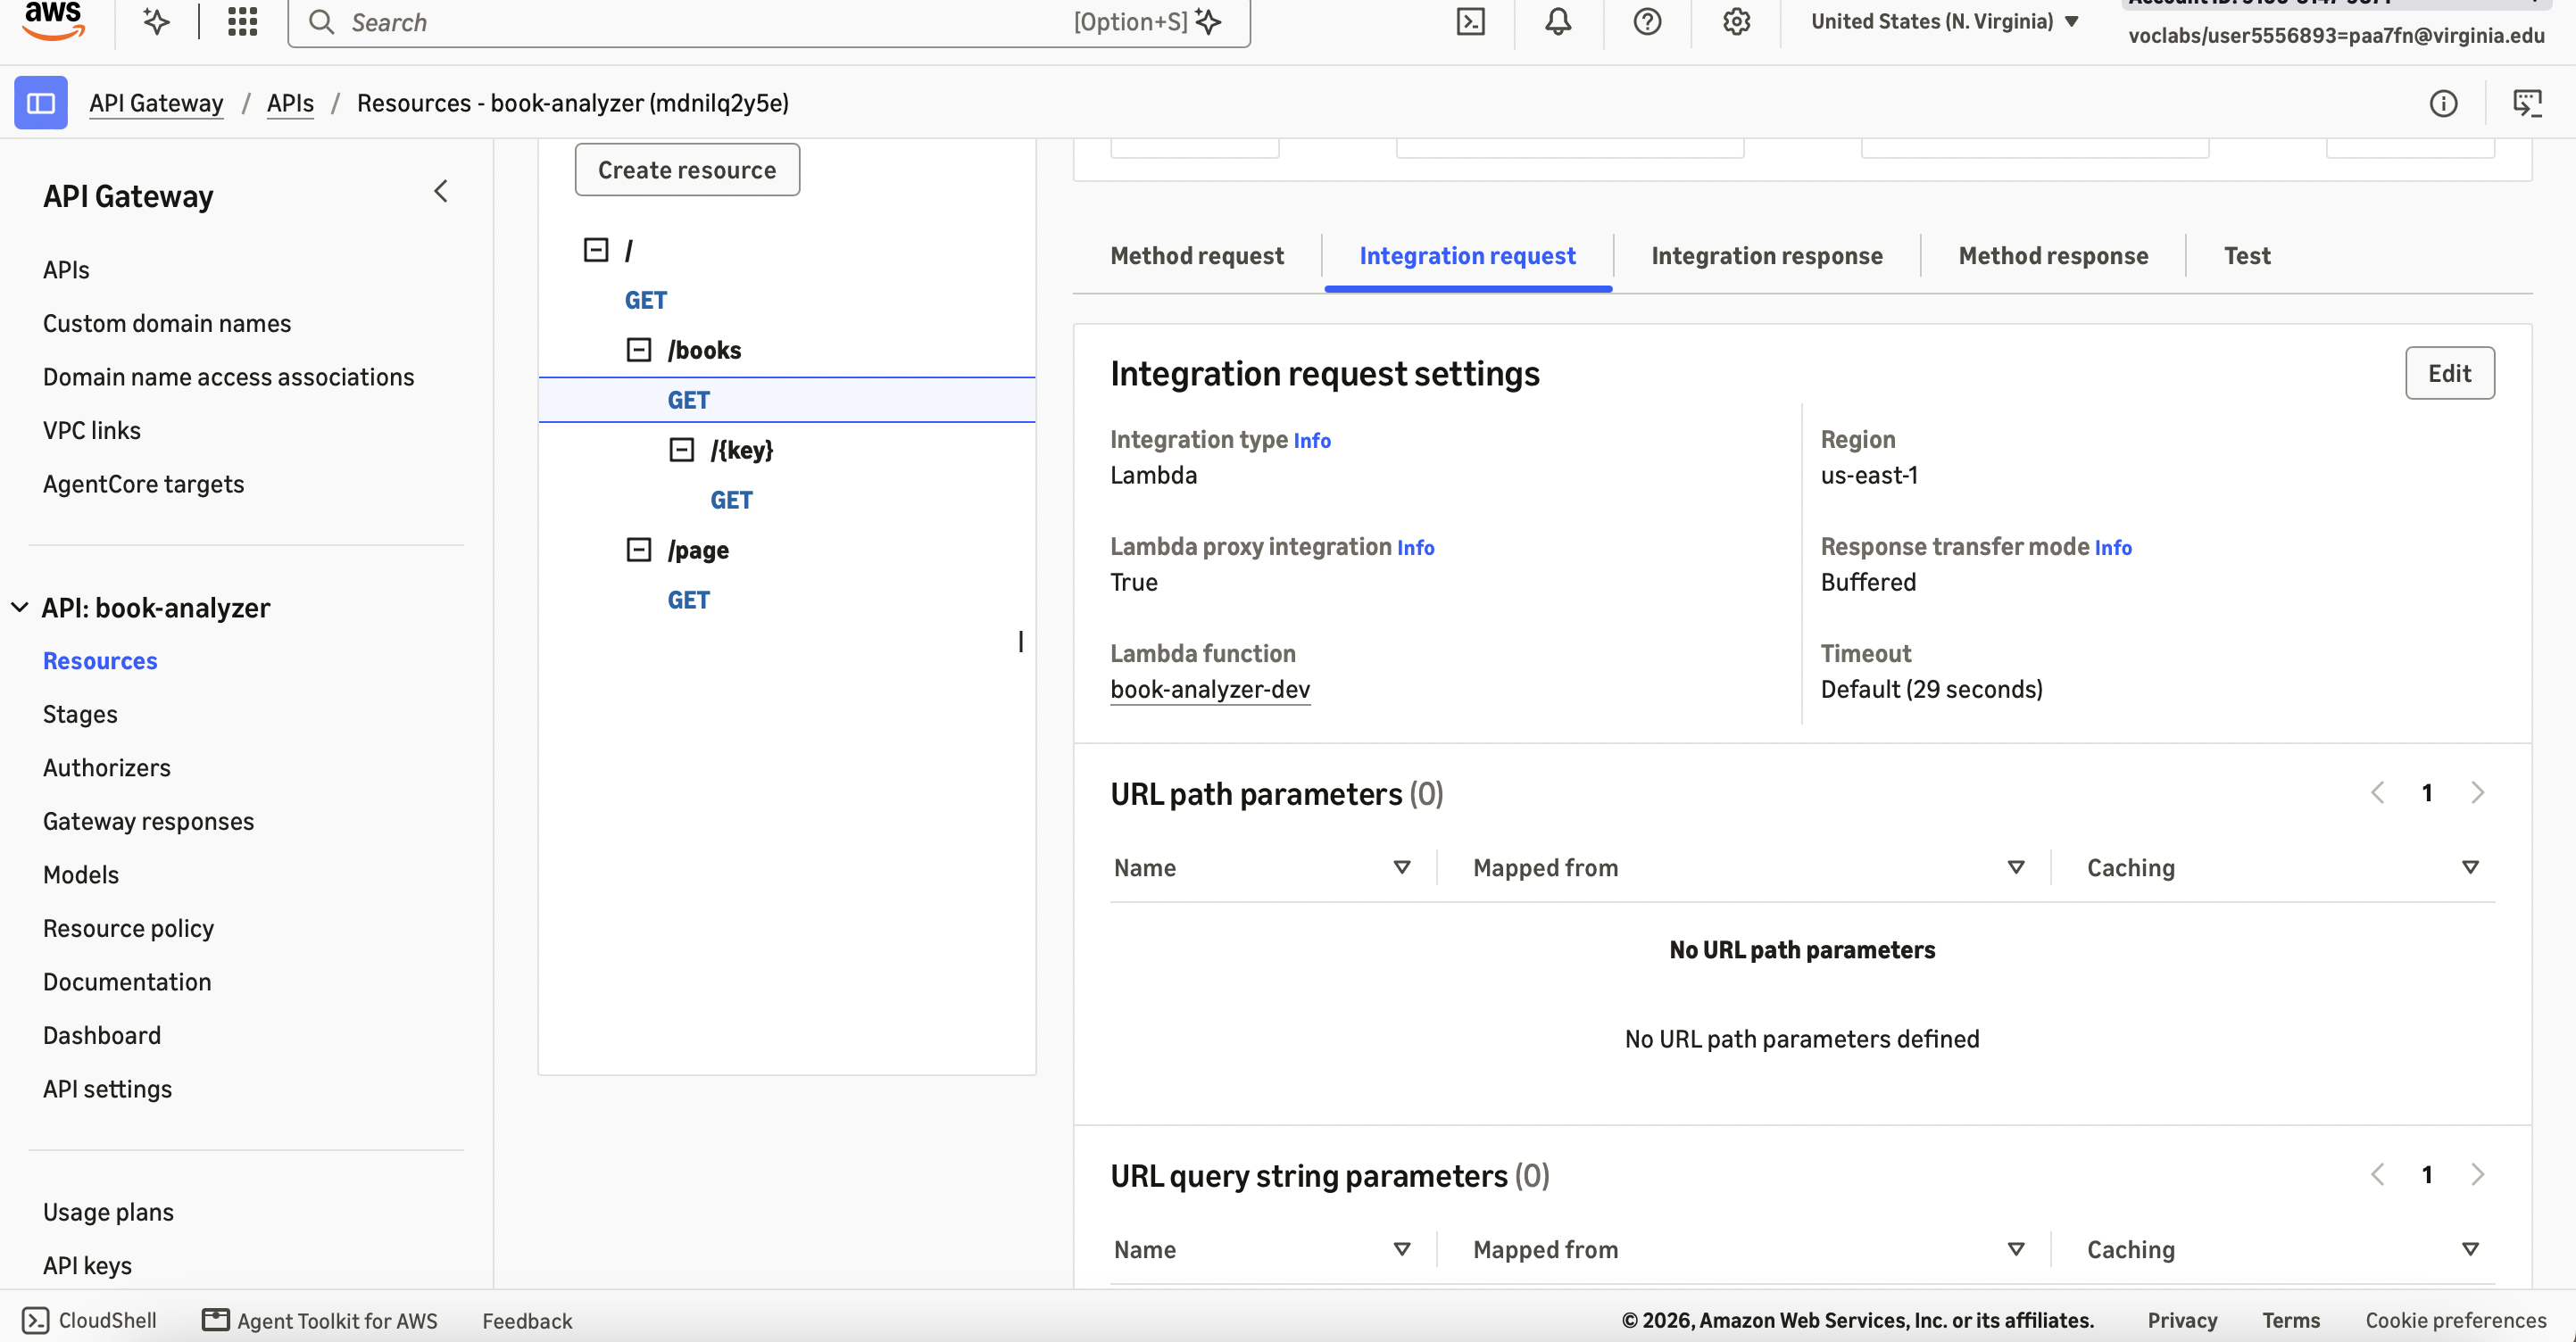 aws
Search
[Option+S]
United States (N. Virginia)
voclabs/user5556893=paa7fn@virginia.edu
API Gateway / APIs / Resources - book-analyzer (mdnilq2y5e)
API Gateway
APIs
Custom domain names
Domain name access associations
VPC links
AgentCore targets
API: book-analyzer
Resources
Stages
Authorizers
Gateway responses
Models
Resource policy
Documentation
Dashboard
API settings
Usage plans
API keys
Create resource
/
GET
/books
GET
/{key}
GET
/page
GET
Method request
Integration request
Integration response
Method response
Test
Integration request settings
Edit
Integration type Info
Lambda
Region
us-east-1
Lambda proxy integration Info
True
Response transfer mode Info
Buffered
Lambda function
book-analyzer-dev
Timeout
Default (29 seconds)
URL path parameters (0)
1
Name
Mapped from
Caching
No URL path parameters
No URL path parameters defined
URL query string parameters (0)
1
Name
Mapped from
Caching
CloudShell
Agent Toolkit for AWS
Feedback
© 2026, Amazon Web Services, Inc. or its affiliates.
Privacy
Terms
Cookie preferences